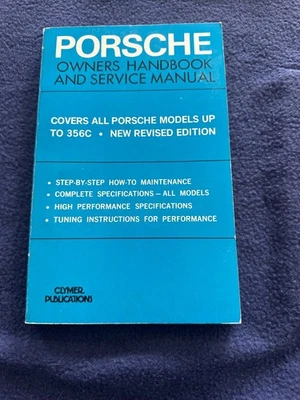 PORSCHE
OWNERS HANDBOOK
AND SERVICE MANUAL
COVERS ALL PORSCHE MODELS UP
TO 356C • NEW REVISED EDITION
• STEP-BY-STEP HOW-TO MAINTENANCE
• COMPLETE SPECIFICATIONS—ALL MODELS
• HIGH PERFORMANCE SPECIFICATIONS
• TUNING INSTRUCTIONS FOR PERFORMANCE
CLYMER
PUBLICATIONS